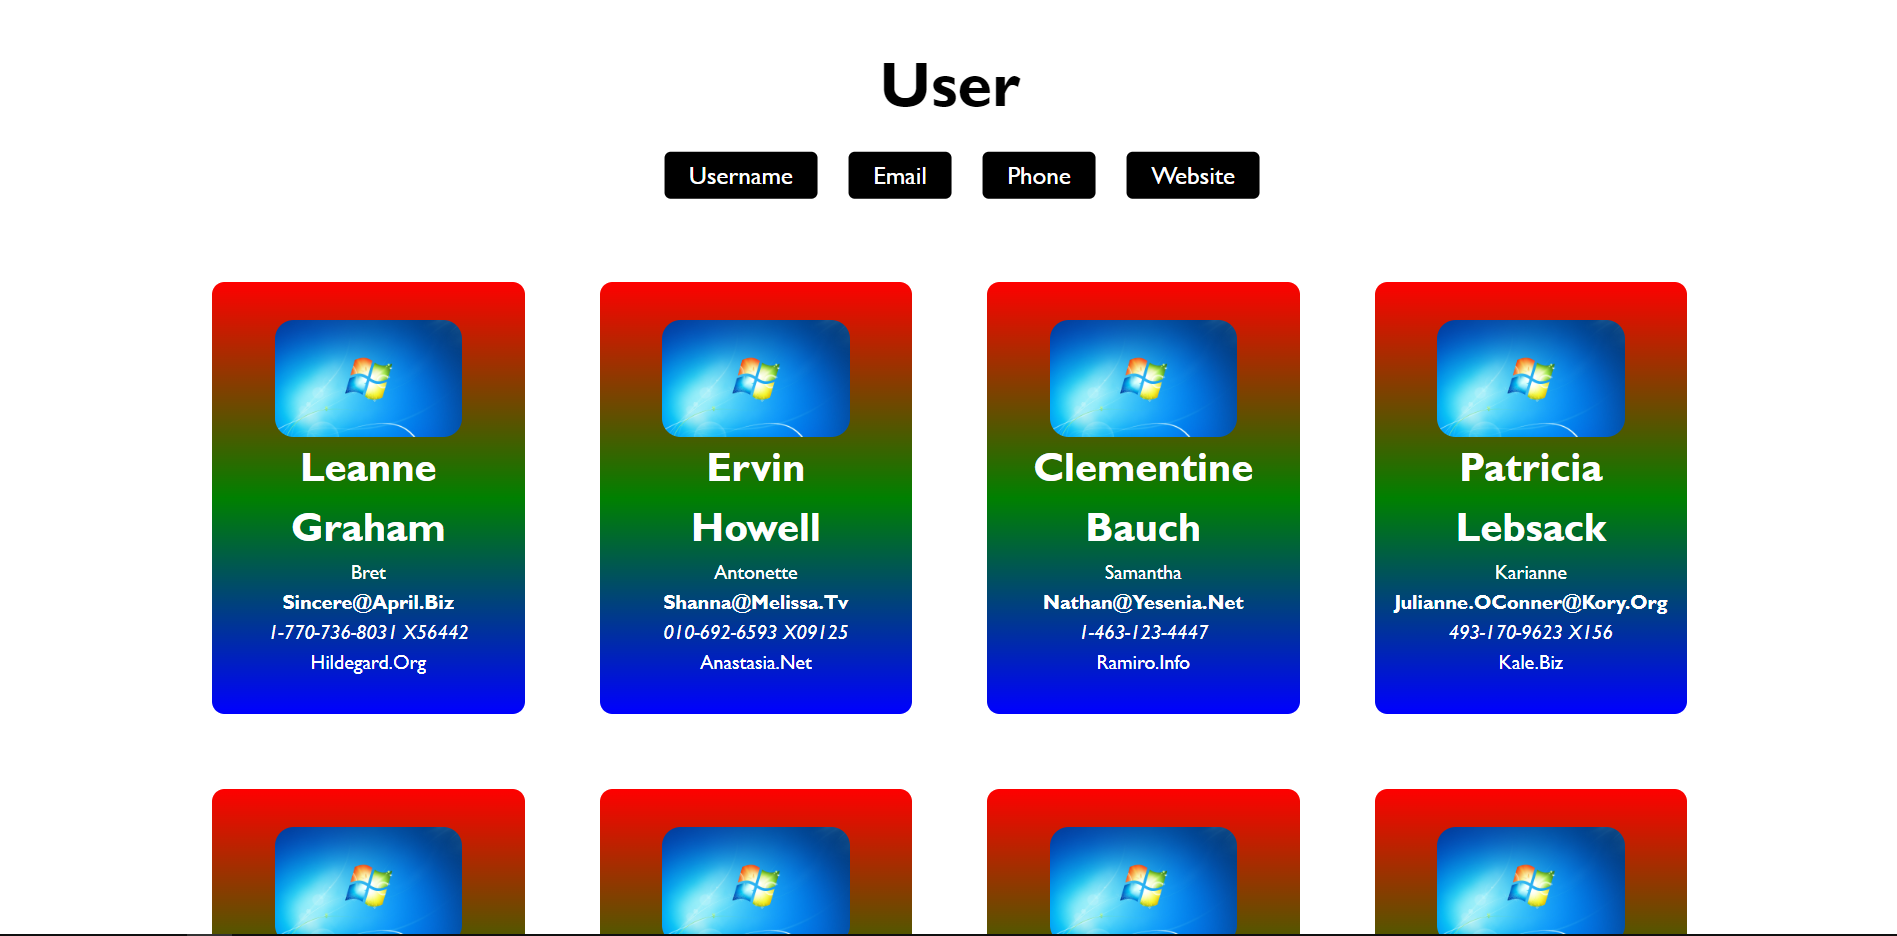 User
Username Email Phone Website
Leanne
Graham
Bret
Sincere@April.Biz
1-770-736-8031 X56442
Hildegard.Org
Ervin
Howell
Antonette
Shanna@Melissa.Tv
010-692-6593 X09125
Anastasia.Net
Clementine
Bauch
Samantha
Nathan@Yesenia.Net
1-463-123-4447
Ramiro.Info
Patricia
Lebsack
Karianne
Julianne.OConner@Kory.Org
493-170-9623 X156
Kale.Biz